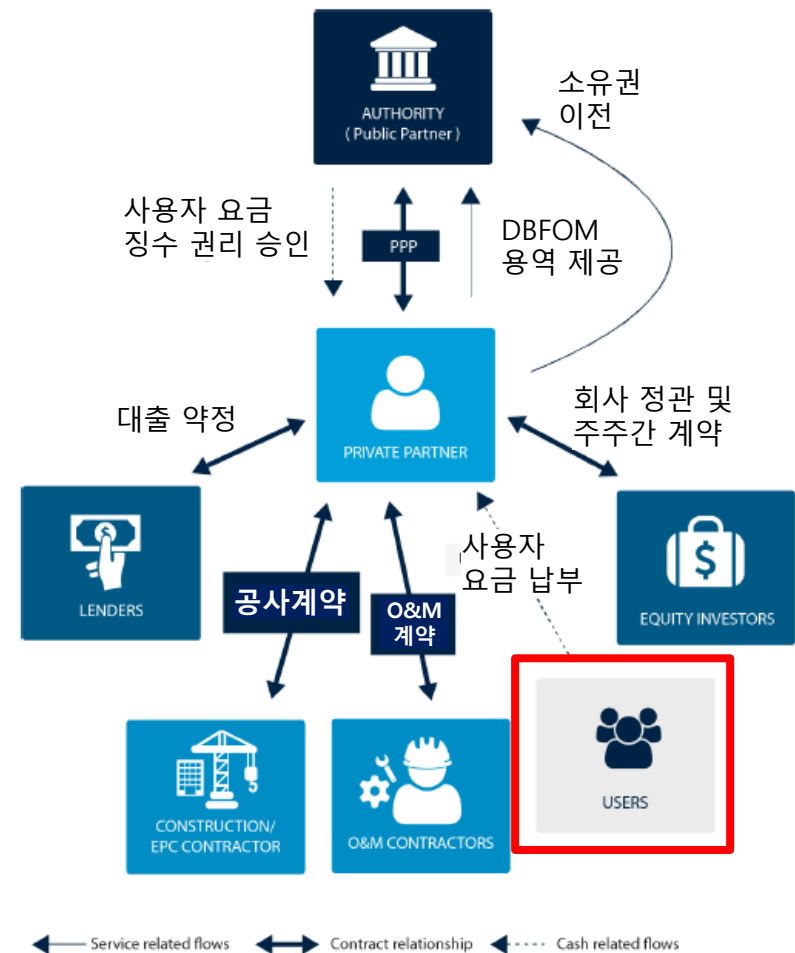 AUTHORITY
( Public Partner )
소유권
이전
사용자 요금
징수 권리 승인
PPP
DBFOM
용역 제공
PRIVATE PARTNER
대출 약정
회사 정관 및
주주간 계약
$
LENDERS
공사계약
O&M
계약
사용자
요금 납부
$
EQUITY INVESTORS
CONSTRUCTION/
EPC CONTRACTOR
O&M CONTRACTORS
USERS
Service related flows
Contract relationship
Cash related flows